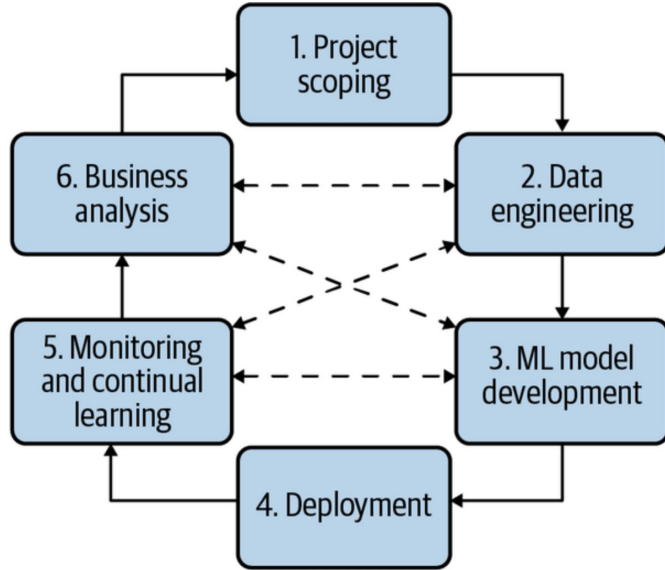 1. Project
scoping
6. Business
analysis
2. Data
engineering
5. Monitoring
and continual
learning
3. ML model
development
4. Deployment